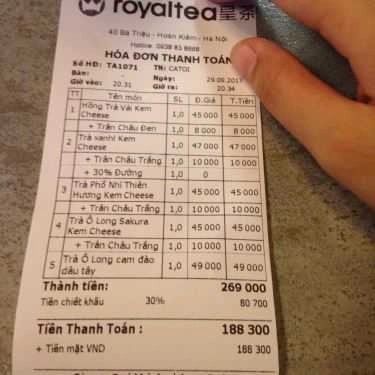 royaltea 皇茶
40 Bà Triệu - Hoàn Kiếm - Hà Nội
Hotline: 0938 83 8888
HÓA ĐƠN THANH TOÁN
Số HĐ: TA1071 TN: CATO1
Bàn: - Ngày: 29.09.201
Giờ vào: 20.31 Giờ ra: 20.34
TT Tên món SL Đ.Giá T.Tiền
1 Hồng Trà Vải Kem Cheese 1,0 45 000 45 000
+ Trân Châu Đen 1,0 8 000 8 000
2 Trà xanhl Kem Cheese 1,0 47 000 47 000
+ Trân Châu Trắng 1,0 10 000 10 000
+ 30% Đường 1,0 0
3 Trà Phổ Nhĩ Thiên Hương Kem Cheese 1,0 45 000 45 000
+ Trân Châu Trắng 1,0 10 000 10 000
4 Trà Ô Long Sakura Kem Cheese 1,0 45 000 45 000
+ Trân Châu Trắng 1,0 10 000 10 000
5 Trà Ô Long cam đào dâu tây 1,0 49 000 49 000
Thành tiền: 269 000
Tiền chiết khấu 30% 80 700
Tiền Thanh Toán : 188 300
+ Tiền mặt VND 188 300